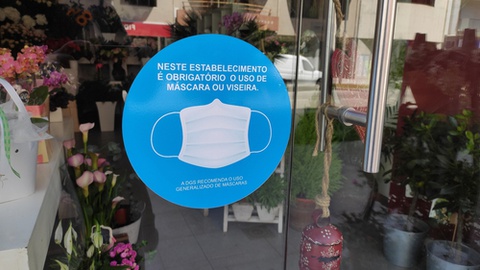 NESTE ESTABELECIMENTO
É OBRIGATÓRIO O USO DE
MÁSCARA OU VISEIRA.
A DGS RECOMENDA O USO
GENERALIZADO DE MÁSCARAS